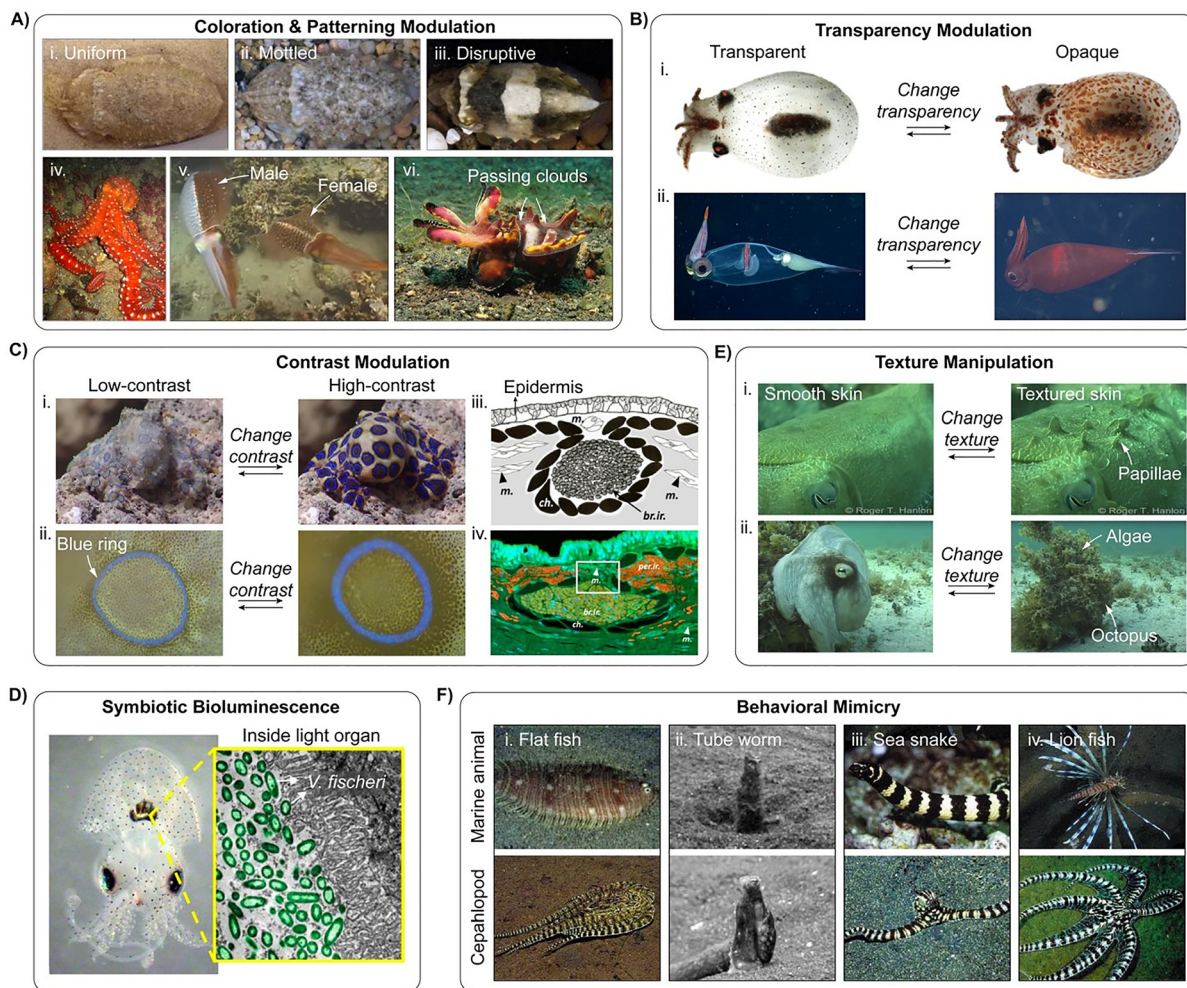 A)
Coloration & Patterning Modulation
i. Uniform
ii. Mottled
iii. Disruptive
iv.
v.
Male
Female
vi.
Passing clouds
B)
Transparency Modulation
Transparent
Opaque
i.
Change
transparency
ii.
Change
transparency
C)
Contrast Modulation
Low-contrast
High-contrast
i.
Change
contrast
ii.
Blue ring
Change
contrast
iii.
Epidermis
m.
m.
m.
ch.
br.ir.
iv.
m.
per.ir.
br.ir.
ch.
m.
E)
Texture Manipulation
i.
Smooth skin
Change
texture
Textured skin
Papillae
© Roger T. Hanlon
© Roger T. Hanlon
ii.
Change
texture
Algae
Octopus
D)
Symbiotic Bioluminescence
Inside light organ
V. fischeri
F)
Behavioral Mimicry
Marine animal
i. Flat fish
ii. Tube worm
iii. Sea snake
iv. Lion fish
Cepahlopod